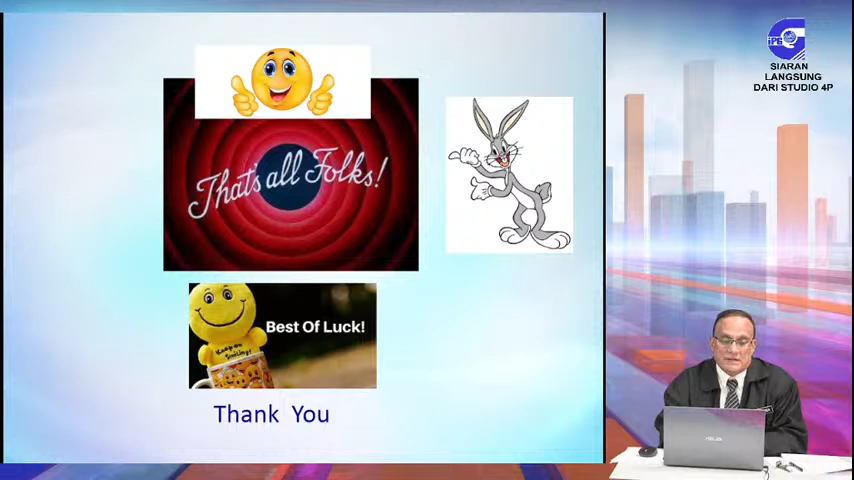 That's all Folks!
Best Of Luck!
Keep on
Smiling!
Thank You
iPG
SIARAN
LANGSUNG
DARI STUDIO 4P
ASUS